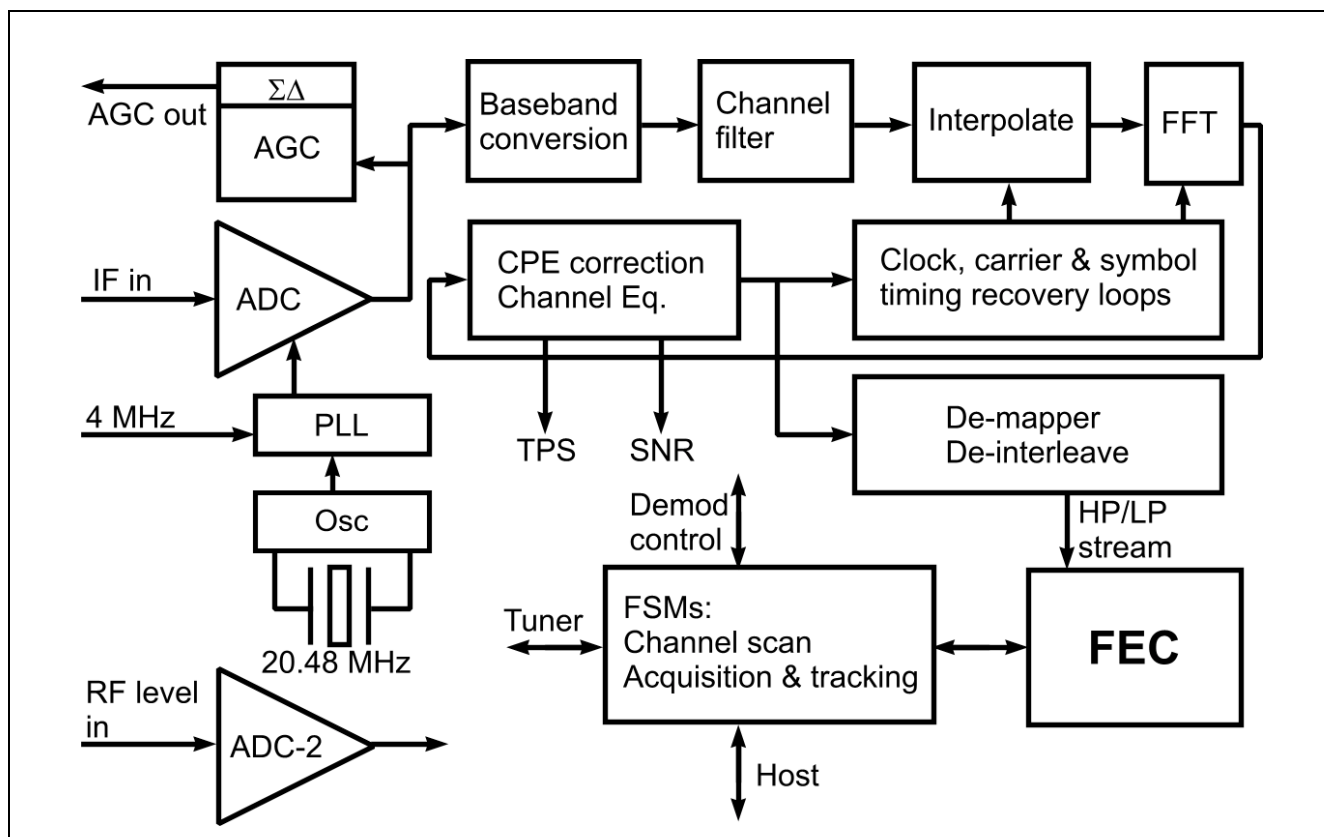 ΣΔ
AGC out
AGC
Baseband
conversion
Channel
filter
Interpolate
FFT
IF in
ADC
CPE correction
Channel Eq.
Clock, carrier & symbol
timing recovery loops
4 MHz
PLL
TPS
SNR
De-mapper
De-interleave
Osc
Demod
control
HP/LP
stream
20.48 MHz
Tuner
FSMs:
Channel scan
Acquisition & tracking
FEC
RF level
in
ADC-2
Host